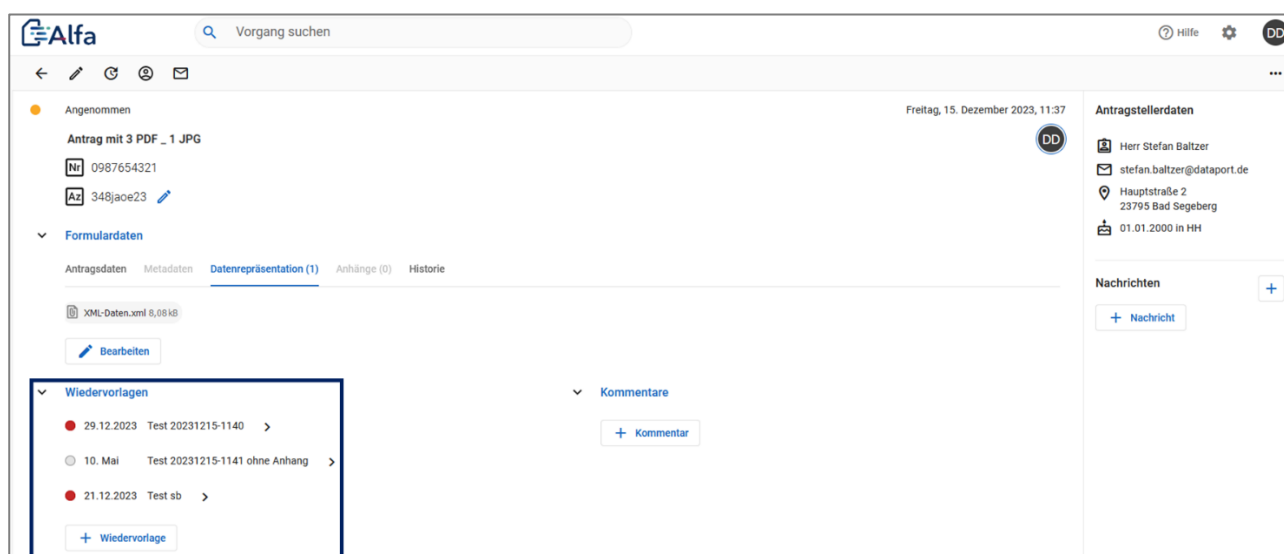 Alfa
Vorgang suchen
Hilfe
DD
Angenommen
Freitag, 15. Dezember 2023, 11:37
Antrag mit 3 PDF _ 1 JPG
DD
Nr 0987654321
Az 348jaoe23
Formulardaten
Antragsdaten Metadaten Datenrepräsentation (1) Anhänge (0) Historie
XML-Daten.xml 8,08 kB
Bearbeiten
Wiedervorlagen
29.12.2023 Test 20231215-1140
10. Mai Test 20231215-1141 ohne Anhang
21.12.2023 Test sb
+ Wiedervorlage
Kommentare
+ Kommentar
Antragstellerdaten
Herr Stefan Baltzer
stefan.baltzer@dataport.de
Hauptstraße 2
23795 Bad Segeberg
01.01.2000 in HH
Nachrichten
+
+ Nachricht